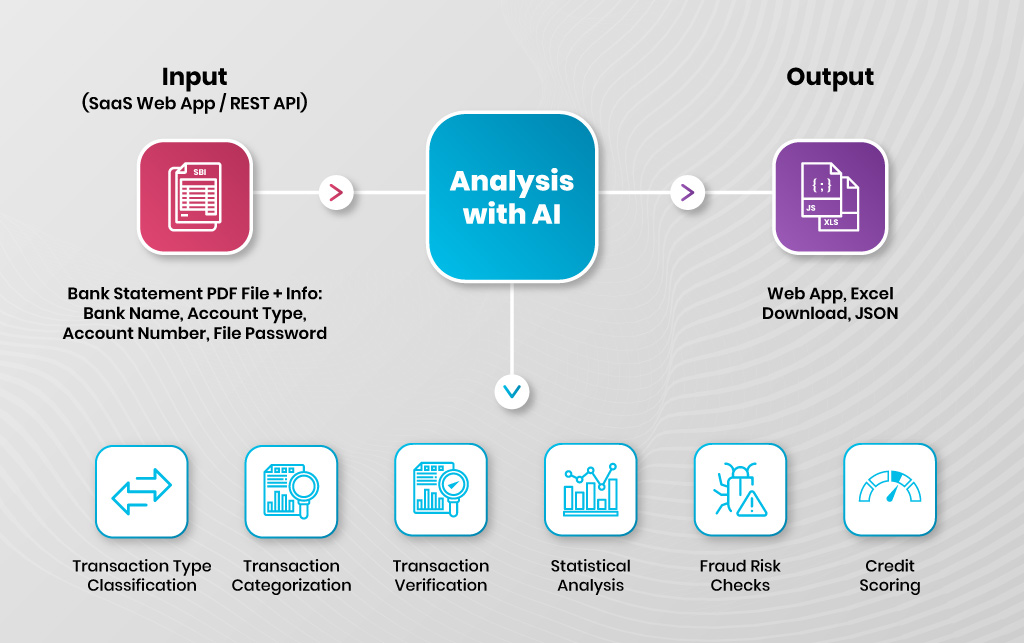 Input
(SaaS Web App / REST API)
Output
SBI
Analysis
with AI
{;}
JS
XLS
Bank Statement PDF File + Info:
Bank Name, Account Type,
Account Number, File Password
Web App, Excel
Download, JSON
Transaction Type
Classification
Transaction
Categorization
Transaction
Verification
Statistical
Analysis
Fraud Risk
Checks
Credit
Scoring